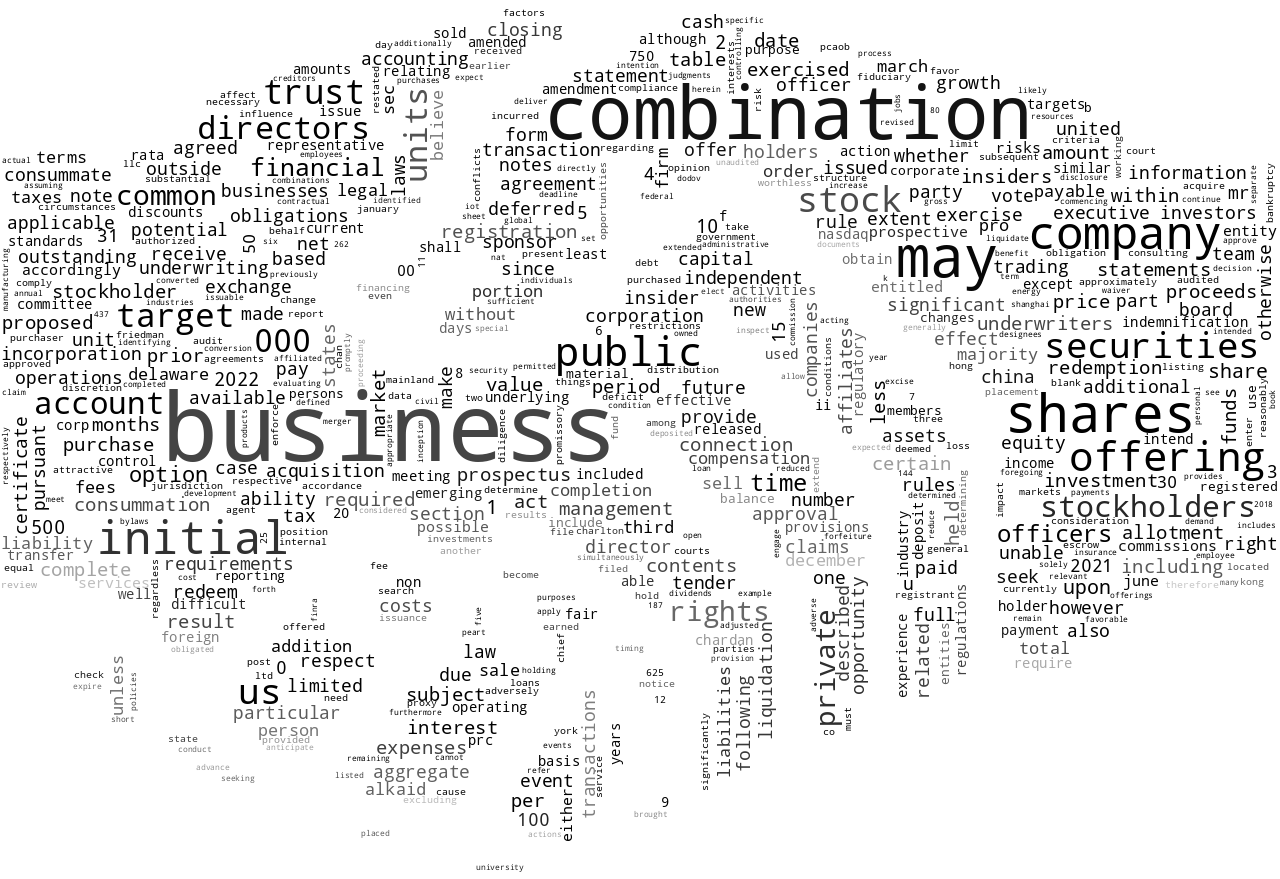 factors
cash specific
sold closing
although 2 date
day additionally amended received
purpose pcaob process
accounting
750 table interests controlling
amounts creditors relating earlier
intention exercised march favor
restated sec purchases expect
statement judgments officer fiduciary growth likely
affect trust
amendment compliance herein risk jobs targets b
necessary issue units believe
deliver combination 80 resources
influence directors incurred revised united
agreed representative form offer holders action limit risks criteria court
actual terms llc rata outside employees laws transaction regarding unaudited whether subsequent amount working
consummate substantial financial notes directly 4 firm opinion dodov order issued corporate insiders similar information
assuming combinations conflicts agreement deadline opportunities federal worthless structure increase party vote payable disclosure acquire separate bankruptcy
taxes note common businesses legal identified
circumstances contractual january iot deferred 5 stock gross commencing within continue mr
applicable discounts obligations sheet global 10 f take rule extent exercise pro executive investors
standards 31 potential 50 behalf current registration set government nasdaq prospective liquidate obligation consulting entity
manufacturing authorized six net 262 11 shall sponsor nat present least extended administrative documents may benefit company approve
outstanding receive based since debt capital obtain trading statements team decision otherwise
accordingly converted underwriting previously 00 individuals purchased independent k entitled term except approximately audited
comply annual industries exchange financing portion insider elect activities energy waiver proceeds
stockholder issuable change even sufficient authorities significant shanghai price part board
committee 437 made report without corporation new changes designees indemnification
proposed target 000 states days special 6 restrictions owned inspect 15 commission acting generally underwriters intended
purchaser unit friedman identifying audit conversion chan promptly proceeding public companies conditions affiliates regulatory effect majority securities
incorporation approved prior agreements affiliated pay market material distribution used year hong redemption listing share
operations delaware 2022 evaluating mainland make 8 security permitted things period future allow excise china blank additional
claim discretion completed available persons defined data civil two value underlying deficit condition effective ii less 7 placement personal see funds use reasonably book
account business products enforce merger appropriate inception diligence promissory fund among provide members three shares enter
respectively corp months deposited released expected assets deemed loss equity intend
certificate pursuant purchase connection certain income offering 3
control option case acquisition meeting prospectus included compensation loan reduced extend 144 foregoing provides
attractive jurisdiction respective accordance sell time rules impact investment 30 registered
fees development ability required emerging determine act completion balance number determined markets payments
meet consummation agent considered 20 section 1 results management approval reduce held determining stockholders 2018
500 bylaws tax position possible investments include third provisions forfeiture industry deposit consideration demand includes
liability initial 25 internal another file charlton director open engage claims general officers allotment
transfer requirements simultaneously courts december unable escrow insurance commissions employee right
equal complete regardless reporting fee become filed contents paid seek solely relevant 2021 including located
review services cost forth non able tender one u currently upon june offerings therefore many kong
well redeem finra search costs purposes hold dividends example registrant holder however
difficult issuance five apply fair 187 rights adverse described opportunity full regulations remain favorable
result offered peart earned adjusted experience related entities payment also
foreign addition law chief timing chardan parties total
obligated post 0 respect provision require
check unless policies ltd due sale holding 625 liquidation private
expire us limited need loans notice liabilities following
short particular subject adversely 12 co must
person proxy operating transactions
state provided furthermore interest york significantly
conduct anticipate expenses prc events years
advance remaining cannot basis
seeking listed aggregate refer service
alkaid cause event
excluding per 9
100 brought
placed actions either
university